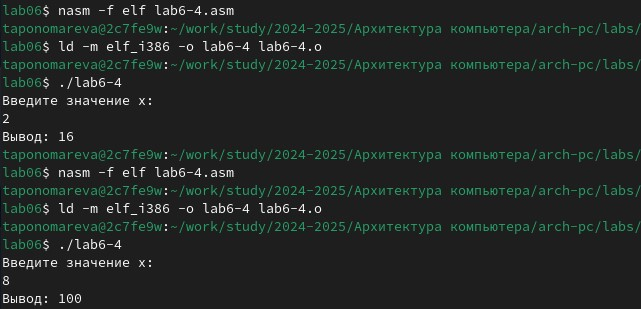 lab06$ nasm -f elf lab6-4.asm
taponomareva@2c7fe9w:~/work/study/2024-2025/Архитектура компьютера/arch-pc/labs/
lab06$ ld -m elf_i386 -o lab6-4 lab6-4.o
taponomareva@2c7fe9w:~/work/study/2024-2025/Архитектура компьютера/arch-pc/labs/
lab06$ ./lab6-4
Введите значение x:
2
Вывод: 16
taponomareva@2c7fe9w:~/work/study/2024-2025/Архитектура компьютера/arch-pc/labs/
lab06$ nasm -f elf lab6-4.asm
taponomareva@2c7fe9w:~/work/study/2024-2025/Архитектура компьютера/arch-pc/labs/
lab06$ ld -m elf_i386 -o lab6-4 lab6-4.o
taponomareva@2c7fe9w:~/work/study/2024-2025/Архитектура компьютера/arch-pc/labs/
lab06$ ./lab6-4
Введите значение x:
8
Вывод: 100